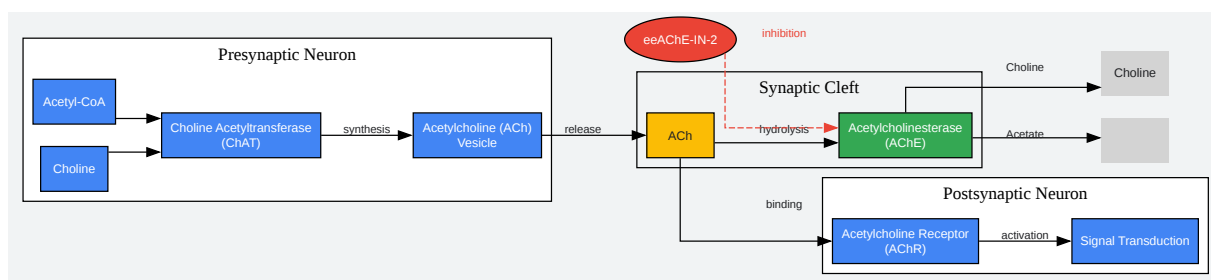 Presynaptic Neuron
Acetyl-CoA
Choline
Choline Acetyltransferase
(ChAT)
synthesis
Acetylcholine (ACh)
Vesicle
release
eeAChE-IN-2
inhibition
Synaptic Cleft
ACh
hydrolysis
Acetylcholinesterase
(AChE)
Choline
Choline
Acetate
binding
Postsynaptic Neuron
Acetylcholine Receptor
(AChR)
activation
Signal Transduction